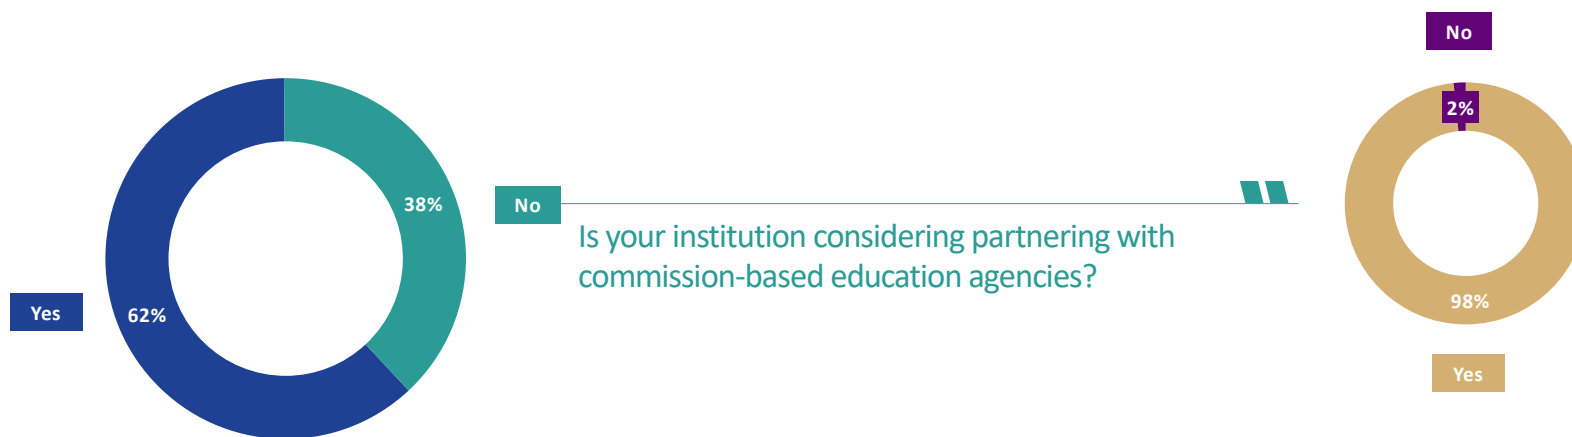 Yes
62%
38%
No
Is your institution considering partnering with
commission-based education agencies?
No
2%
98%
Yes